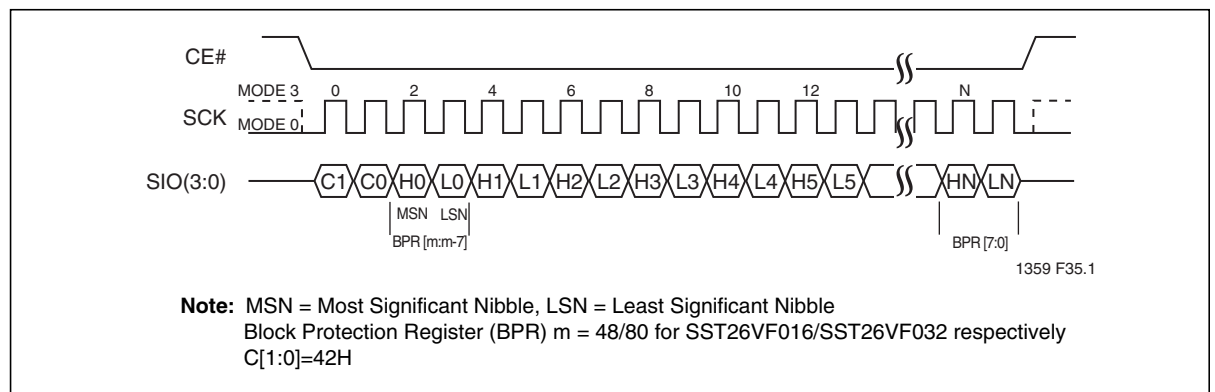 CE#
MODE 3 0 2 4 6 8 10 12 N
SCK
MODE 0
SIO(3:0) C1 C0 H0 L0 H1 L1 H2 L2 H3 L3 H4 L4 H5 L5 HN LN
MSN LSN
BPR [m:m-7] BPR [7:0]
1359 F35.1
Note: MSN = Most Significant Nibble, LSN = Least Significant Nibble
Block Protection Register (BPR) m = 48/80 for SST26VF016/SST26VF032 respectively
C[1:0]=42H